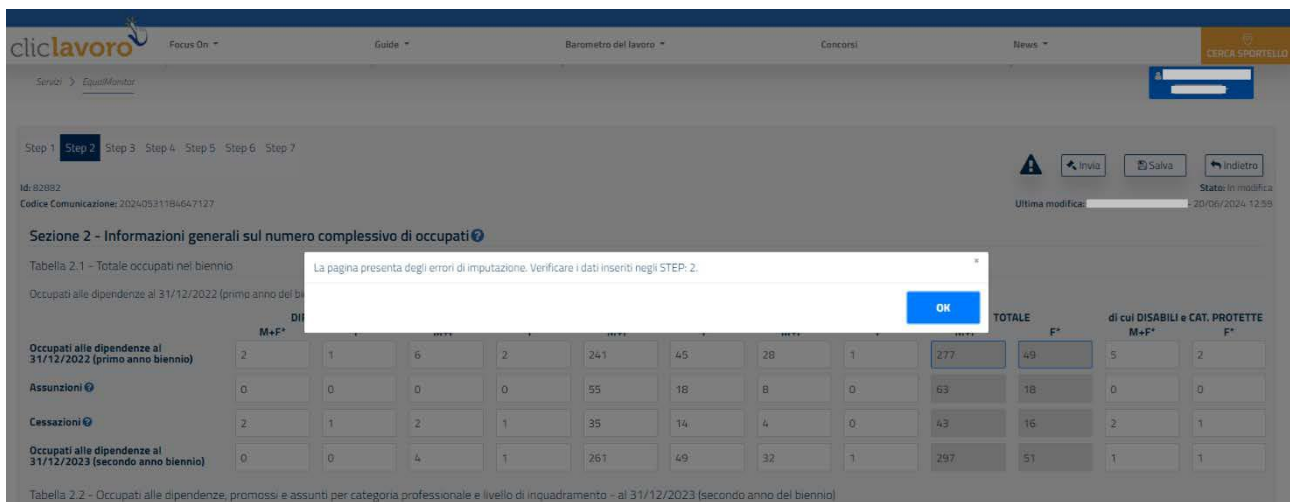 cliclavoro
Focus On
Guide
Barometro del lavoro
Concorsi
News
CERCA SPORTELLO
Servizi > EqualMonitor
Step 1 Step 2 Step 3 Step 4 Step 5 Step 6 Step 7
Invia Salva Indietro
Id: 82882
Stato: In modifica
Codice Comunicazione: 20240531184647127
Ultima modifica: - 20/06/2024 12:59
Sezione 2 - Informazioni generali sul numero complessivo di occupati
Tabella 2.1 - Totale occupati nel biennio
La pagina presenta degli errori di imputazione. Verificare i dati inseriti negli STEP: 2.
×
OK
Occupati alle dipendenze al 31/12/2022 (primo anno del
TOTALE di cui DISABILI e CAT. PROTETTE
M+F* F* M+F* F*
Occupati alle dipendenze al
31/12/2022 (primo anno biennio) 2 1 6 2 241 45 28 1 277 49 5 2
Assunzioni 0 0 0 0 55 18 8 0 63 18 0 0
Cessazioni 2 1 2 1 35 14 4 0 43 16 2 1
Occupati alle dipendenze al
31/12/2023 (secondo anno biennio) 0 0 4 1 261 49 32 1 297 51 1 1
Tabella 2.2 - Occupati alle dipendenze, promossi e assunti per categoria professionale e livello di inquadramento - al 31/12/2023 (secondo anno del biennio)